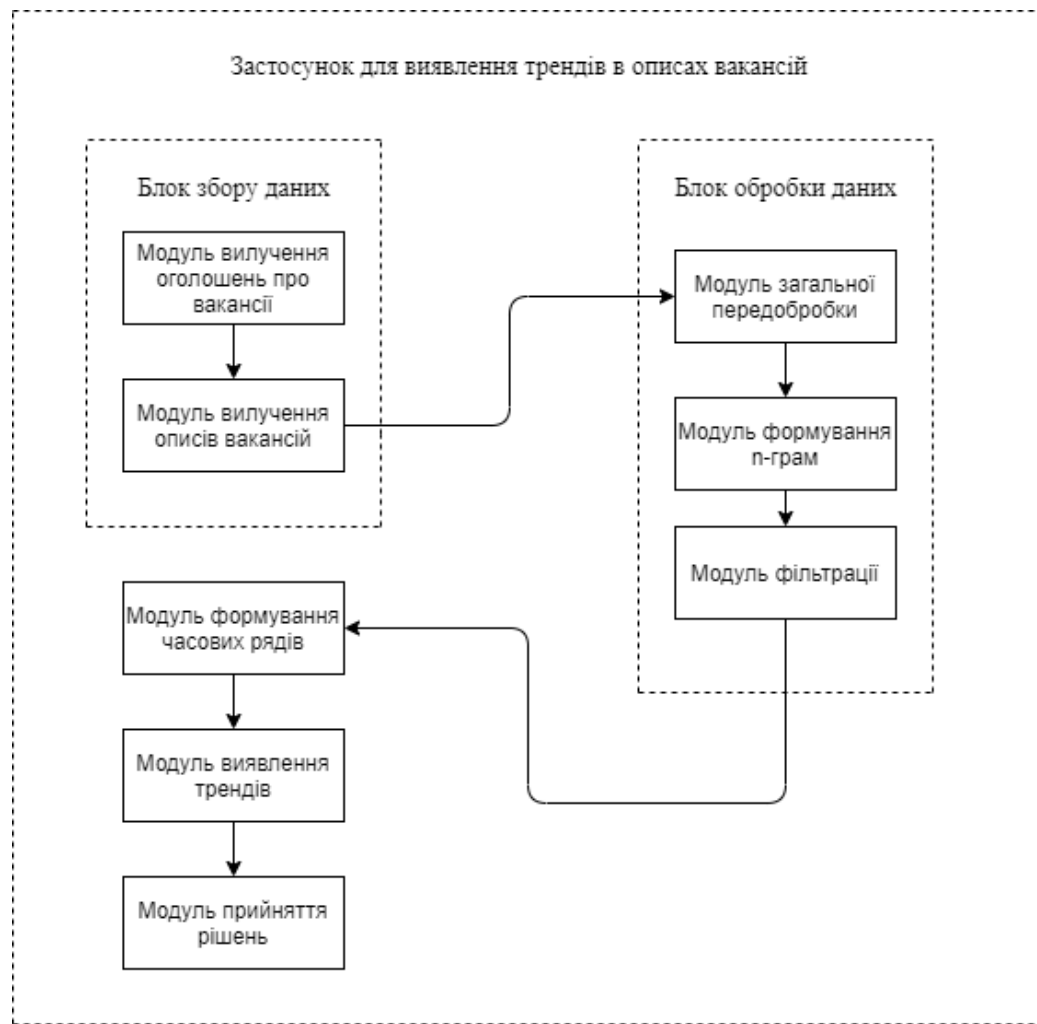 Застосунок для виявлення трендів в описах вакансій
Блок збору даних
Модуль вилучення
оголошень про
вакансії
Модуль вилучення
описів вакансій
Блок обробки даних
Модуль загальної
передобробки
Модуль формування
n-грам
Модуль фільтрації
Модуль формування
часових рядів
Модуль виявлення
трендів
Модуль прийняття
рішень